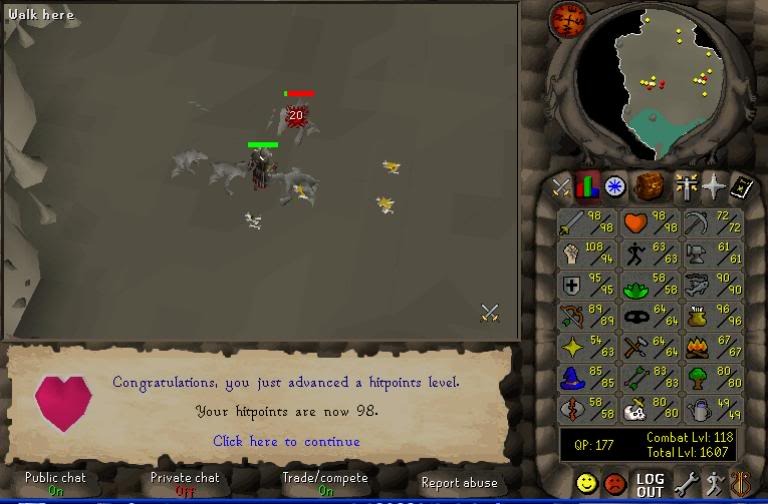 Walk here
20
98 98 98 98 72 72
108 94 63 63 61 61
95 95 58 58 90 90
89 89 64 64 96 96
54 63 64 64 67 67
85 85 83 83 80 80
58 58 80 80 49 49
QP: 177
Combat Lvl: 118
Total Lvl: 1607
Congratulations, you just advanced a hitpoints level.
Your hitpoints are now 98.
Click here to continue
Public chat
On
Private chat
Off
Trade/compete
On
Report abuse
LOG
OUT